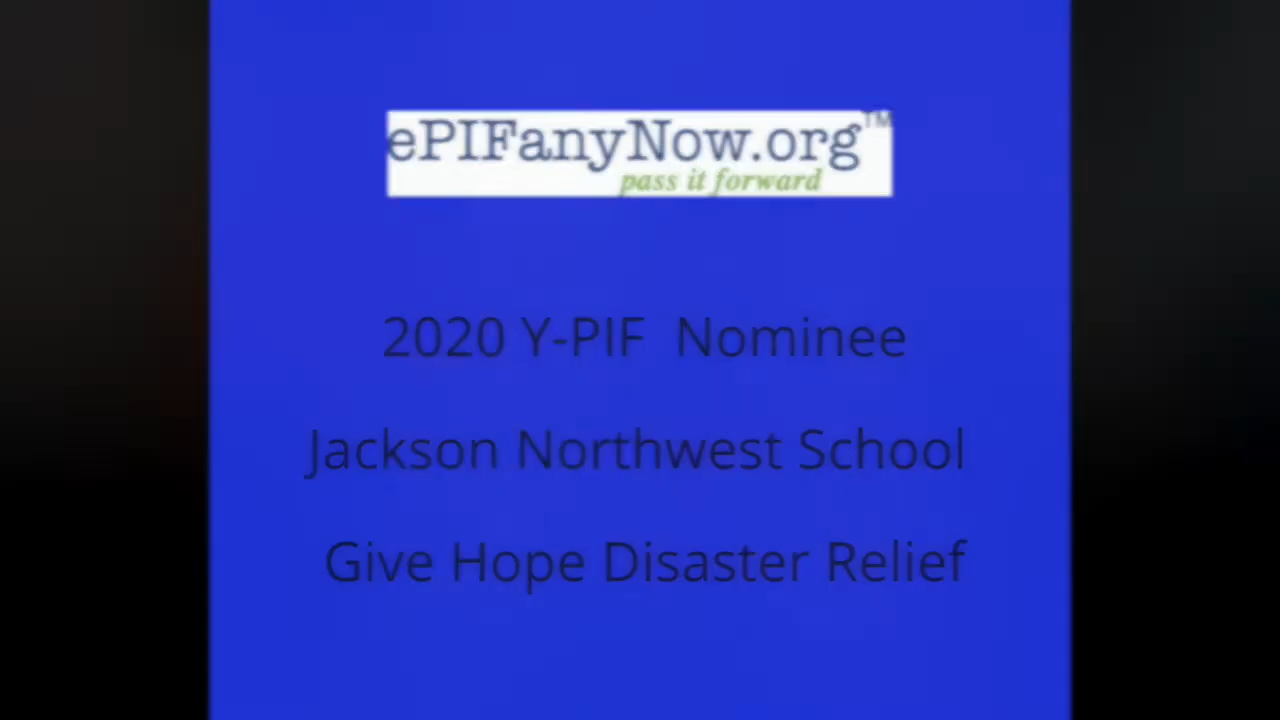 ePIFanyNow.org™
pass it forward
2020 Y-PIF Nominee
Jackson Northwest School
Give Hope Disaster Relief